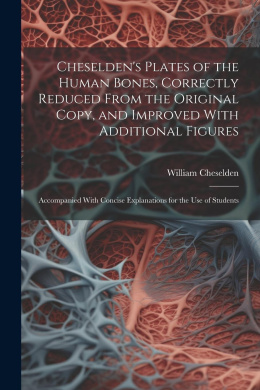 Cheselden's Plates of the
Human Bones, Correctly
Reduced From the Original
Copy, and Improved With
Additional Figures
William Cheselden
Accompanied With Concise Explanations for the Use of Students